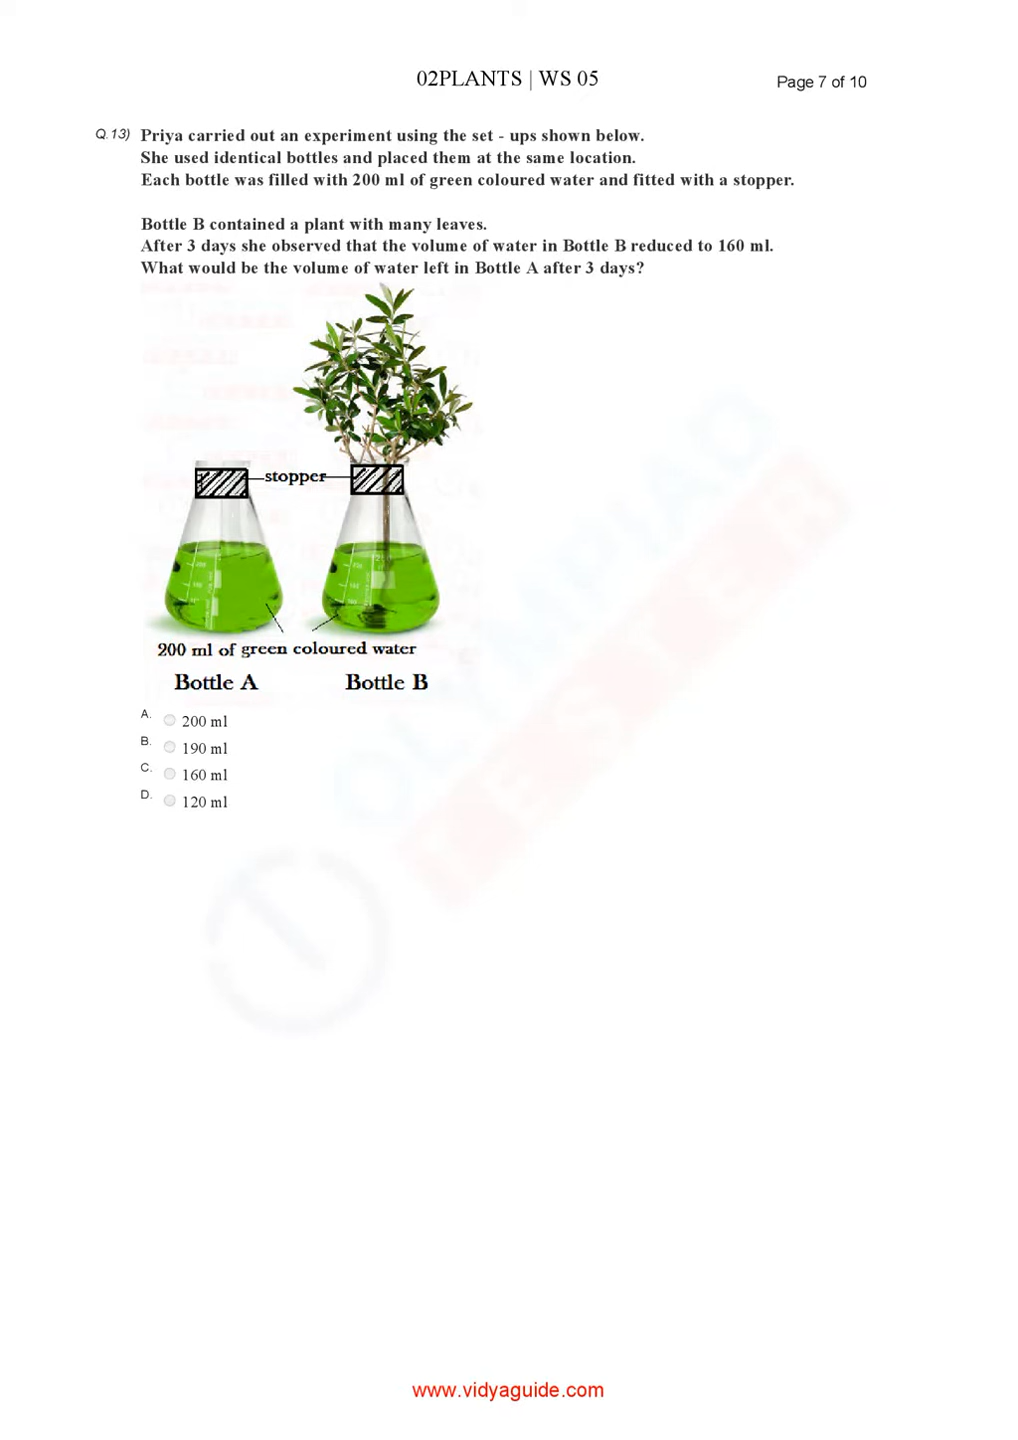 02PLANTS | WS 05
Page 7 of 10
Q.13) Priya carried out an experiment using the set - ups shown below.
She used identical bottles and placed them at the same location.
Each bottle was filled with 200 ml of green coloured water and fitted with a stopper.
Bottle B contained a plant with many leaves.
After 3 days she observed that the volume of water in Bottle B reduced to 160 ml.
What would be the volume of water left in Bottle A after 3 days?
stopper
200 ml of green coloured water
Bottle A Bottle B
A. 200 ml
B. 190 ml
C. 160 ml
D. 120 ml
www.vidyaguide.com